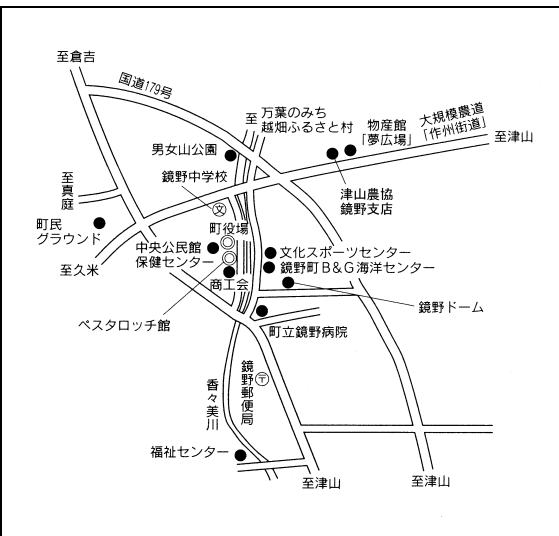 至倉吉
国道179号
至
万葉のみち
越畑ふるさと村
物産館
「夢広場」
大規模農道
「作州街道」
至津山
男女山公園
鏡野中学校
文
津山農協
鏡野支店
至真庭
町民
グラウンド
町役場
中央公民館
保健センター
文化スポーツセンター
鏡野町B&G海洋センター
至久米
商工会
鏡野ドーム
ペスタロッチ館
町立鏡野病院
鏡野郵便局
〒
香々美川
福祉センター
至津山
至津山